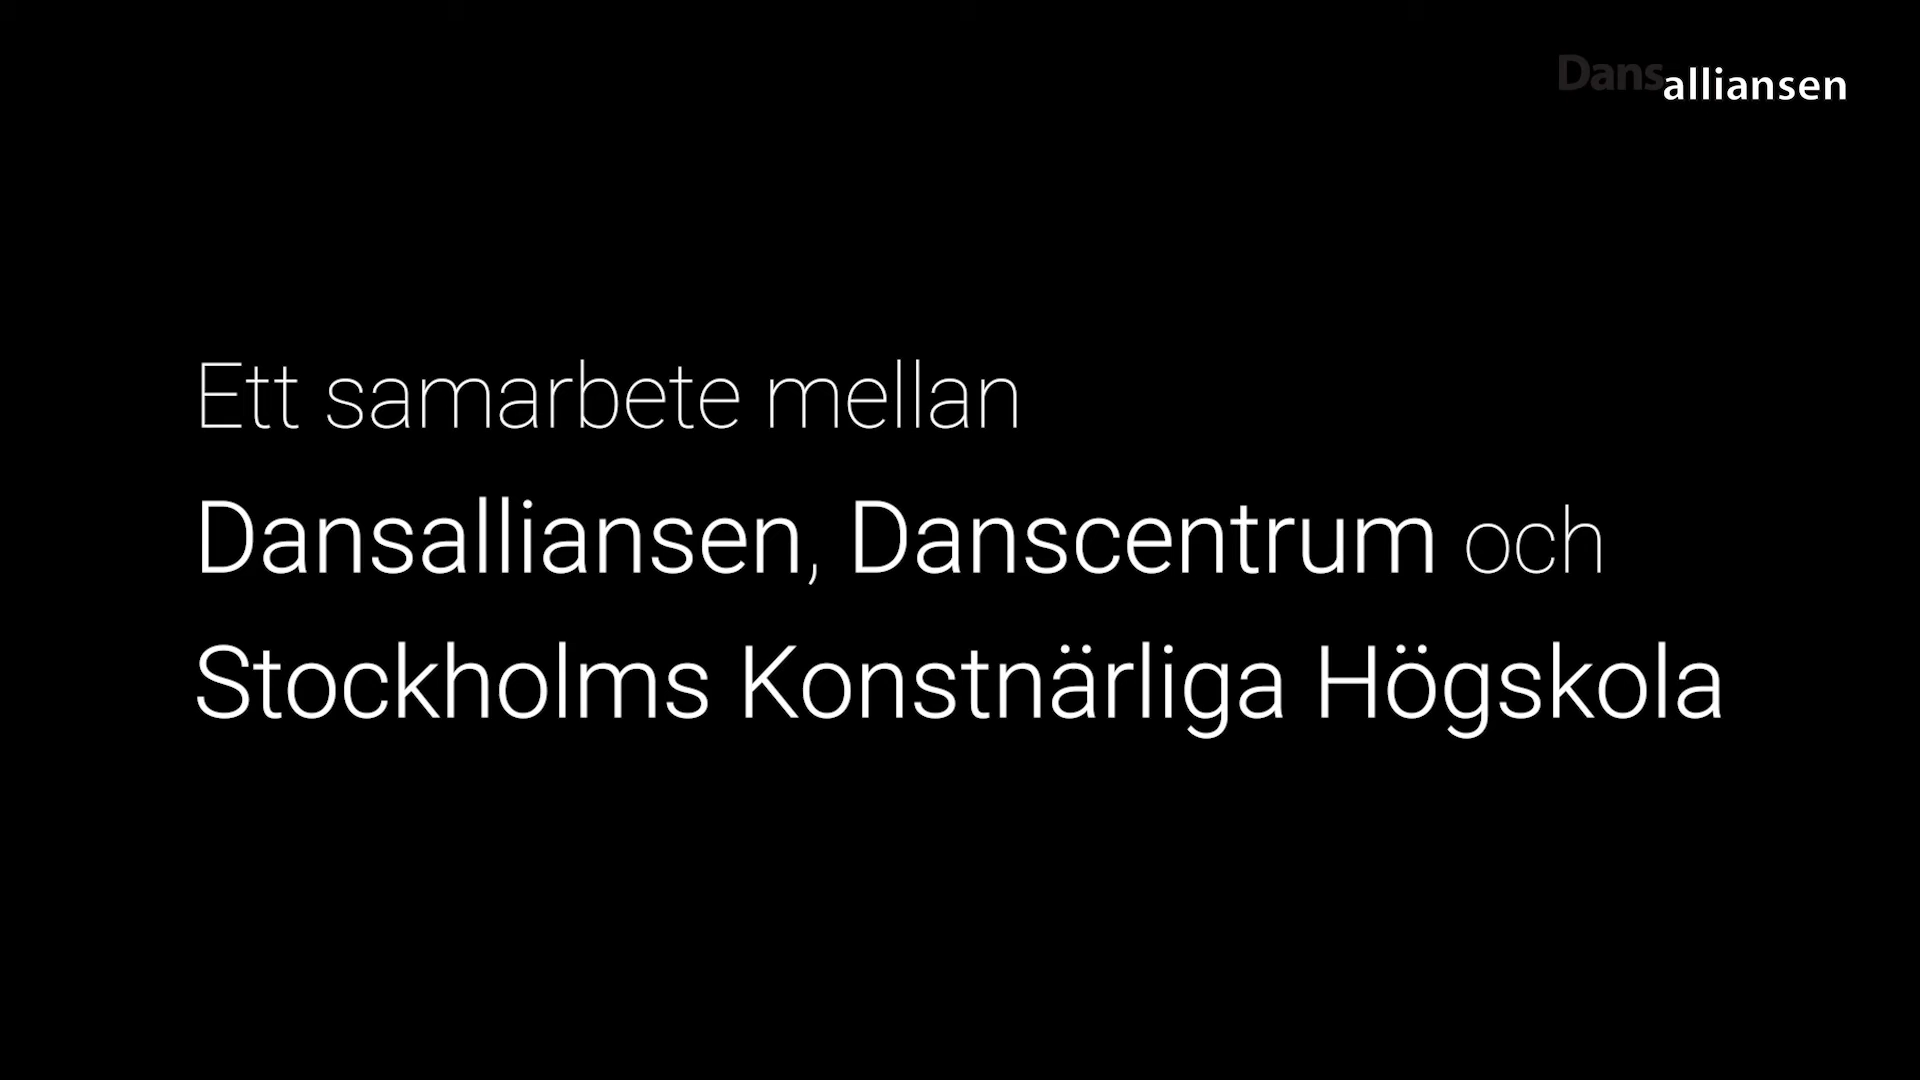 Dansalliansen
Ett samarbete mellan
Dansalliansen, Danscentrum och
Stockholms Konstnärliga Högskola